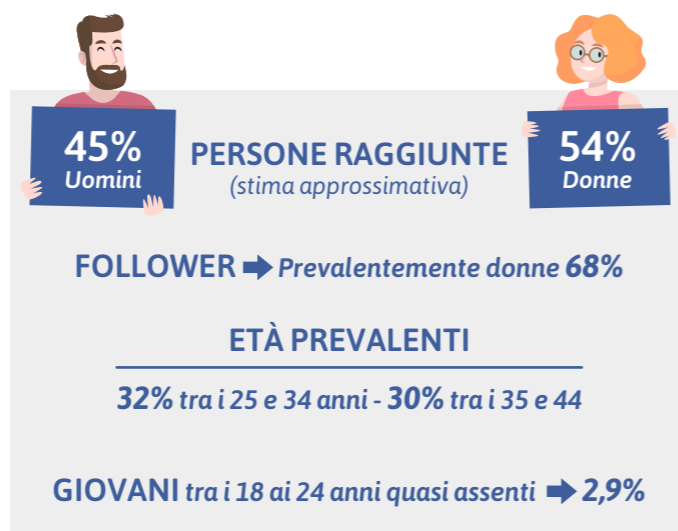 45%
Uomini
PERSONE RAGGIUNTE
(stima approssimativa)
54%
Donne
FOLLOWER ➡ Prevalentemente donne 68%
ETÀ PREVALENTI
32% tra i 25 e 34 anni - 30% tra i 35 e 44
GIOVANI tra i 18 ai 24 anni quasi assenti ➡ 2,9%